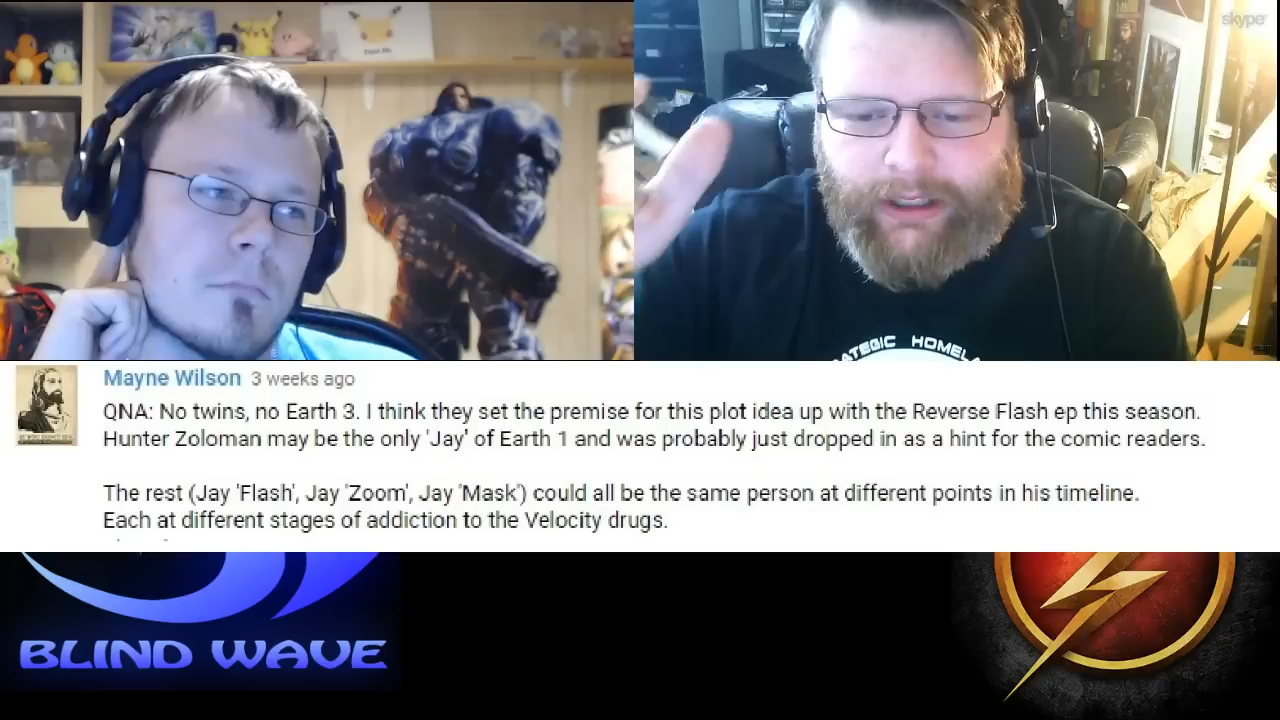 skype
ATEGIC HOMELA
Mayne Wilson 3 weeks ago
QNA: No twins, no Earth 3. I think they set the premise for this plot idea up with the Reverse Flash ep this season.
Hunter Zoloman may be the only 'Jay' of Earth 1 and was probably just dropped in as a hint for the comic readers.
The rest (Jay 'Flash', Jay 'Zoom', Jay 'Mask') could all be the same person at different points in his timeline.
Each at different stages of addiction to the Velocity drugs.
BLIND WAVE